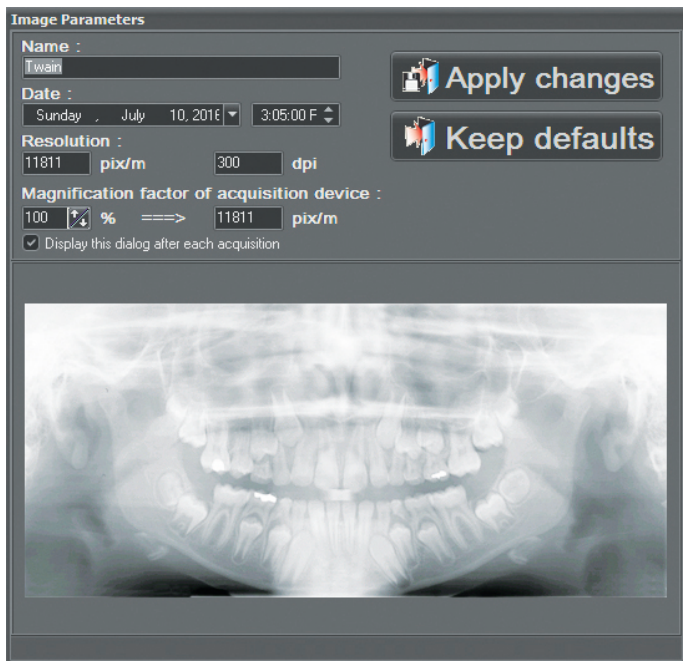 Image Parameters
Name :
Twain
Date :
Sunday , July 10, 2016 3:05:00 F
Resolution :
11811 pix/m 300 dpi
Magnification factor of acquisition device :
100 % ===> 11811 pix/m
Display this dialog after each acquisition
Apply changes
Keep defaults